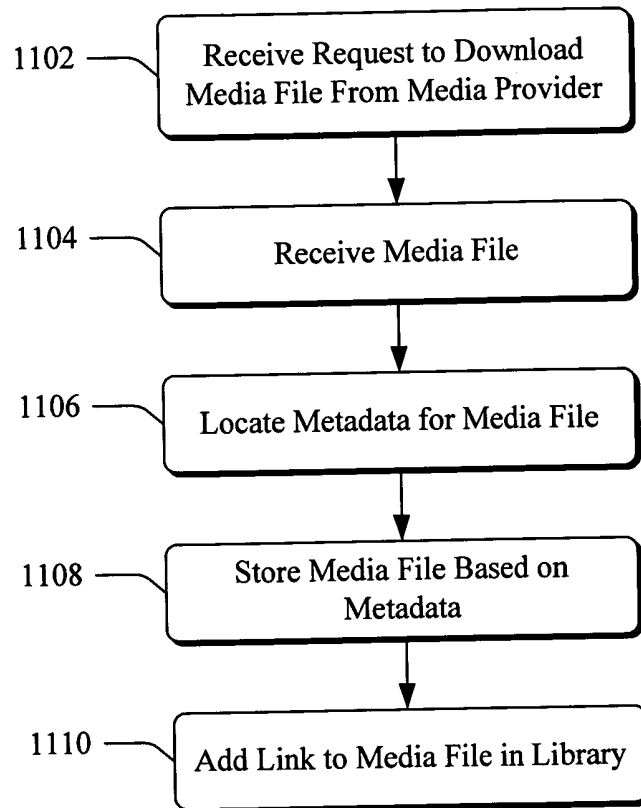 1102
Receive Request to Download
Media File From Media Provider
1104
Receive Media File
1106
Locate Metadata for Media File
1108
Store Media File Based on
Metadata
1110
Add Link to Media File in Library